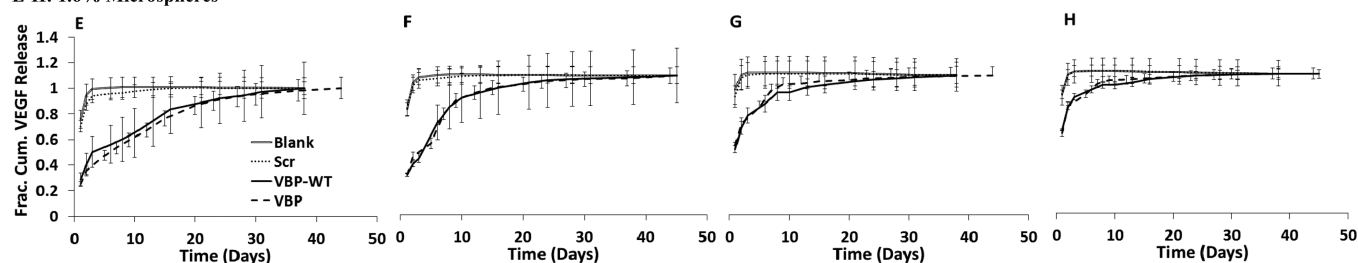 E-H: 1.0% Microspheres
E
F
G
H
Frac. Cum. VEGF Release
1.4
1.2
1
0.8
0.6
0.4
0.2
0
Blank
Scr
VBP-WT
VBP
0 10 20 30 40 50
0 10 20 30 40 50
0 10 20 30 40 50
0 10 20 30 40 50
Time (Days)
Time (Days)
Time (Days)
Time (Days)